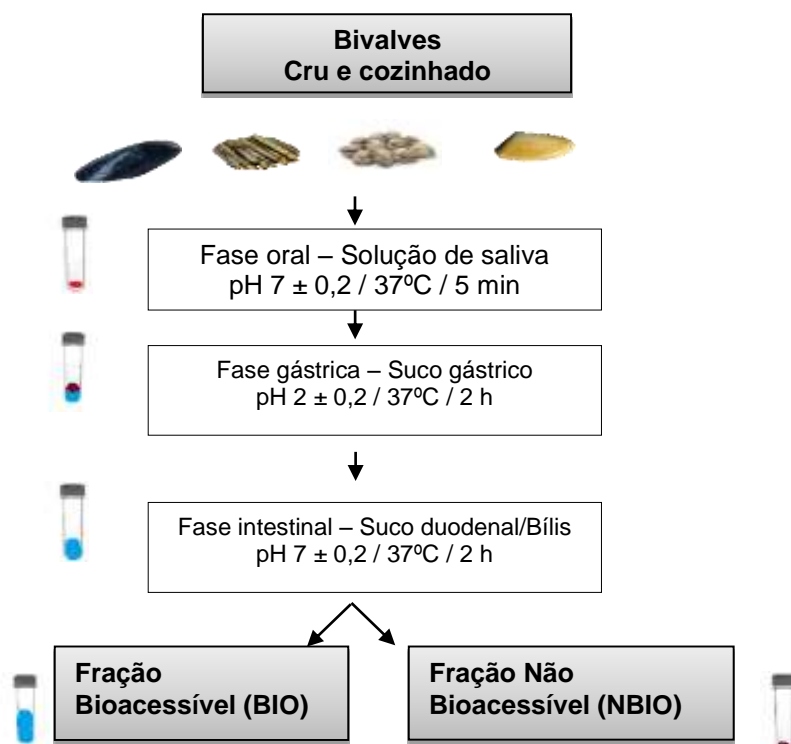 Bivalves
Cru e cozinhado
Fase oral – Solução de saliva
pH 7 ± 0,2 / 37ºC / 5 min
Fase gástrica – Suco gástrico
pH 2 ± 0,2 / 37ºC / 2 h
Fase intestinal – Suco duodenal/Bílis
pH 7 ± 0,2 / 37ºC / 2 h
Fração
Bioacessível (BIO)
Fração Não
Bioacessível (NBIO)